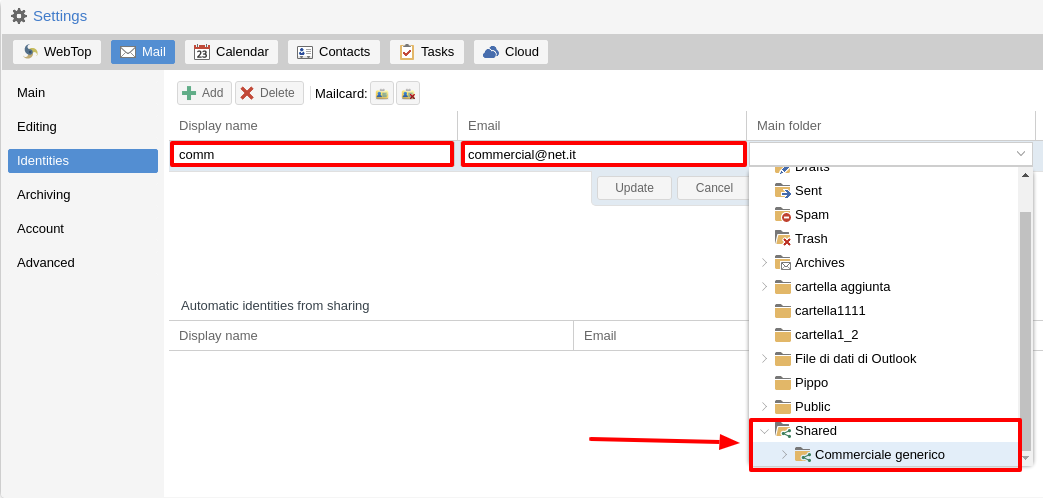 Settings
WebTop
Mail
23
Calendar
Contacts
Tasks
Cloud
Main
Editing
Identities
Archiving
Account
Advanced
Add
Delete
Mailcard:
Display name
Email
Main folder
comm
commercial@net.it
Update
Cancel
Drafts
Sent
Spam
Trash
Archives
cartella aggiunta
cartella1111
cartella1_2
File di dati di Outlook
Pippo
Public
Shared
Commerciale generico
Automatic identities from sharing
Display name
Email